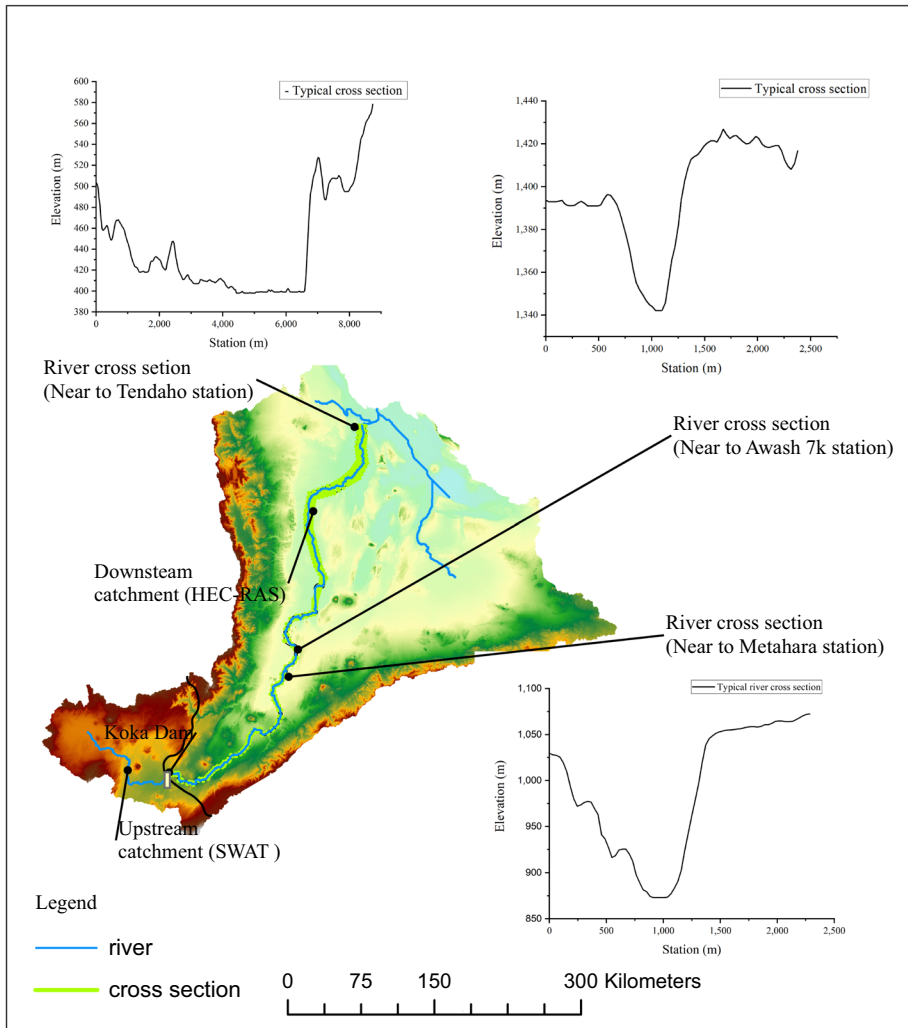 - Typical cross section
600
580
560
540
520
500
480
460
440
420
400
380
Elevation (m)
0 2,000 4,000 6,000 8,000
Station (m)
Typical cross section
1,440
1,420
1,400
1,380
1,360
1,340
Elevation (m)
0 500 1,000 1,500 2,000 2,500
Station (m)
River cross setion
(Near to Tendaho station)
River cross section
(Near to Awash 7k station)
Downsteam
catchment (HEC-RAS)
River cross section
(Near to Metahara station)
Koka Dam
Upstream
catchment (SWAT )
Typical river cross section
1,100
1,050
1,000
950
900
850
Elevation (m)
0 500 1,000 1,500 2,000 2,500
Station (m)
Legend
river
cross section
0 75 150 300 Kilometers